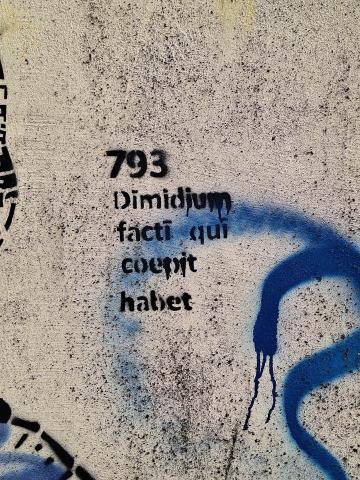 793
Dimidium
facti qui
coepit
habet